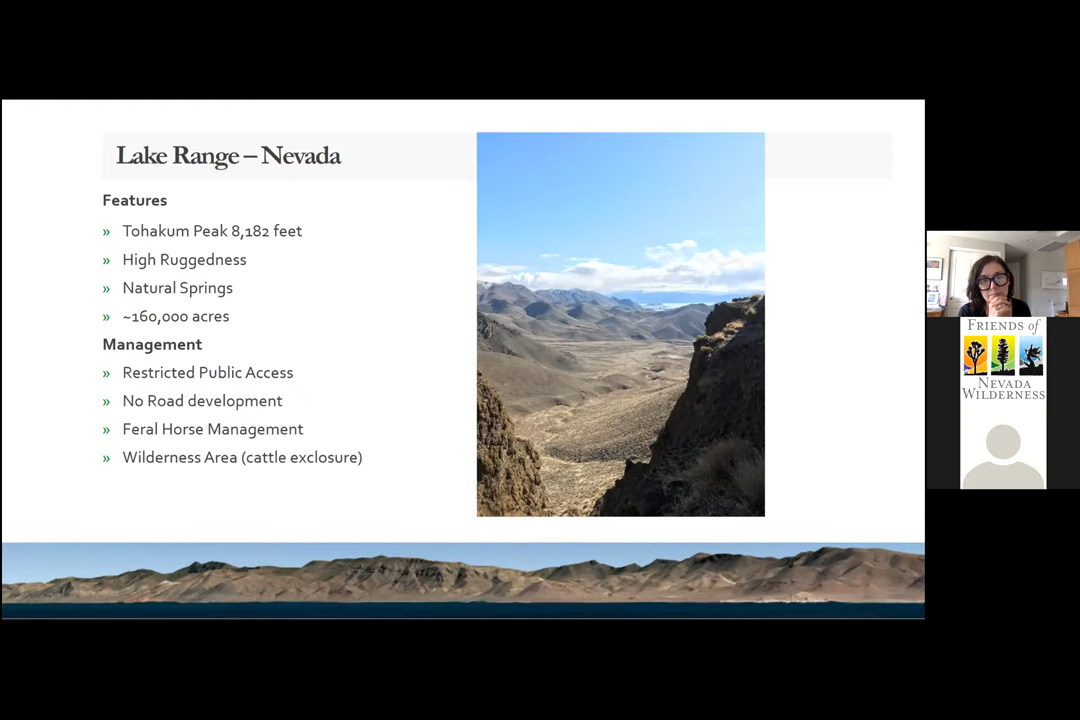 Lake Range – Nevada
Features
» Tohakum Peak 8,182 feet
» High Ruggedness
» Natural Springs
» ~160,000 acres
Management
» Restricted Public Access
» No Road development
» Feral Horse Management
» Wilderness Area (cattle exclosure)
FRIENDS of
NEVADA
WILDERNESS